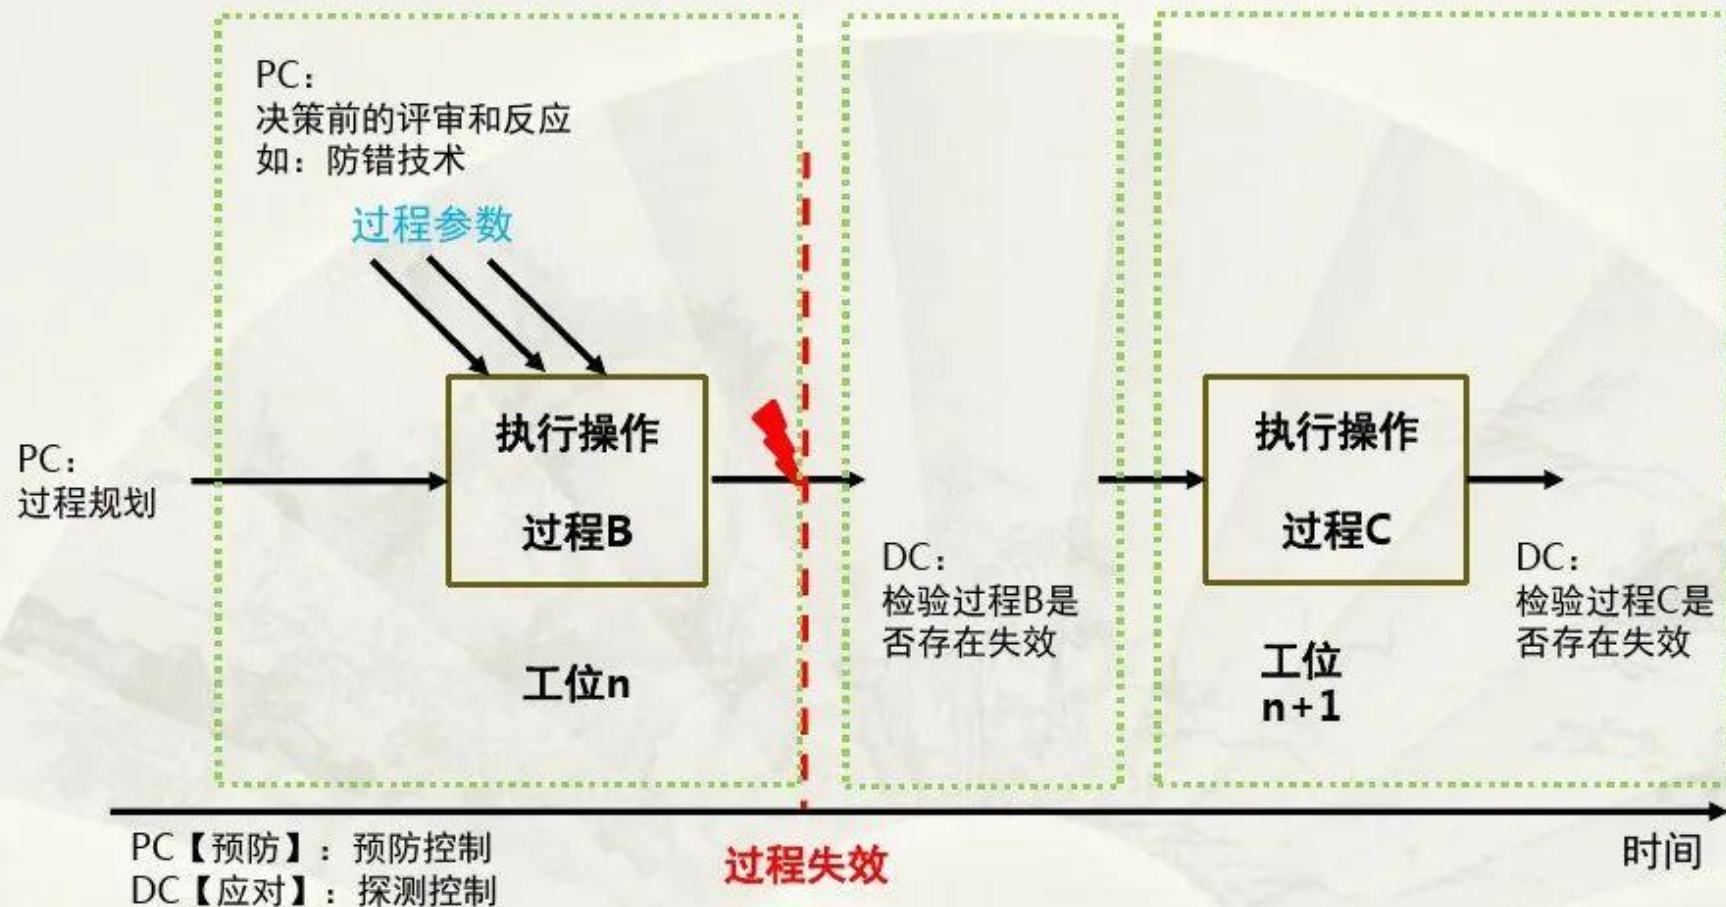 PC：
决策前的评审和反应
如：防错技术
过程参数
PC：
过程规划
执行操作
过程B
工位n
DC：
检验过程B是
否存在失效
执行操作
过程C
工位
n+1
DC：
检验过程C是
否存在失效
PC【预防】：预防控制
DC【应对】：探测控制
过程失效
时间